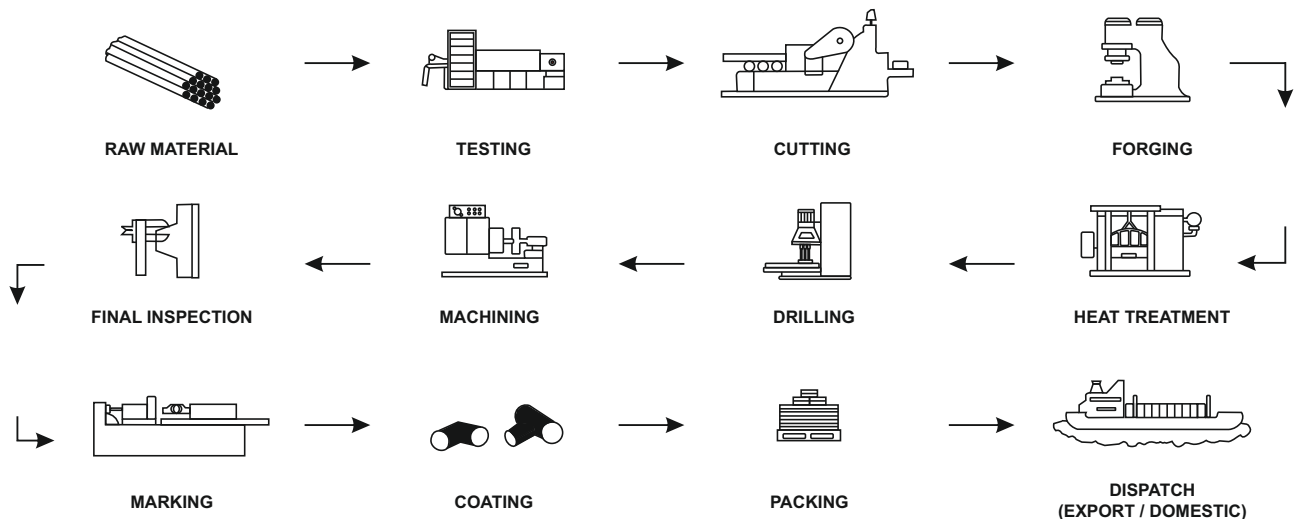 RAW MATERIAL
TESTING
CUTTING
FORGING
FINAL INSPECTION
MACHINING
DRILLING
HEAT TREATMENT
MARKING
COATING
PACKING
DISPATCH
(EXPORT / DOMESTIC)